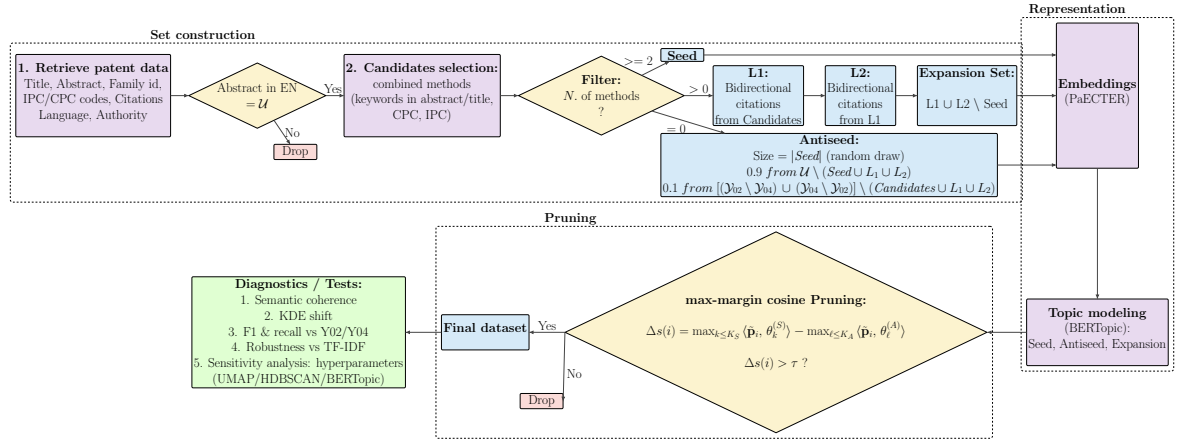 Representation
Set construction
1. Retrieve patent data
Title, Abstract, Family id,
IPC/CPC codes, Citations
Language, Authority
Abstract in EN
= 𝒰
Yes
No
Drop
2. Candidates selection:
combined methods
(keywords in abstract/title,
CPC, IPC)
Filter:
N. of methods
?
>= 2
> 0
= 0
Seed
L1:
Bidirectional
citations
from Candidates
L2:
Bidirectional
citations
from L1
Expansion Set:
L1 ∪ L2 \ Seed
Antiseed:
Size = |Seed| (random draw)
0.9 from 𝒰 \ (Seed ∪ L₁ ∪ L₂)
0.1 from [(𝒴₀₂ \ 𝒴₀₄) ∪ (𝒴₀₄ \ 𝒴₀₂)] \ (Candidates ∪ L₁ ∪ L₂)
Embeddings
(PaECTER)
Topic modeling
(BERTopic):
Seed, Antiseed, Expansion
Pruning
max-margin cosine Pruning:
Δs(i) = max_{k≤K_S} ⟨p̃_i, θ_k^{(S)}⟩ − max_{ℓ≤K_A} ⟨p̃_i, θ_ℓ^{(A)}⟩
Δs(i) > τ ?
Yes
No
Drop
Final dataset
Diagnostics / Tests:
1. Semantic coherence
2. KDE shift
3. F1 & recall vs Y02/Y04
4. Robustness vs TF-IDF
5. Sensitivity analysis: hyperparameters
(UMAP/HDBSCAN/BERTopic)